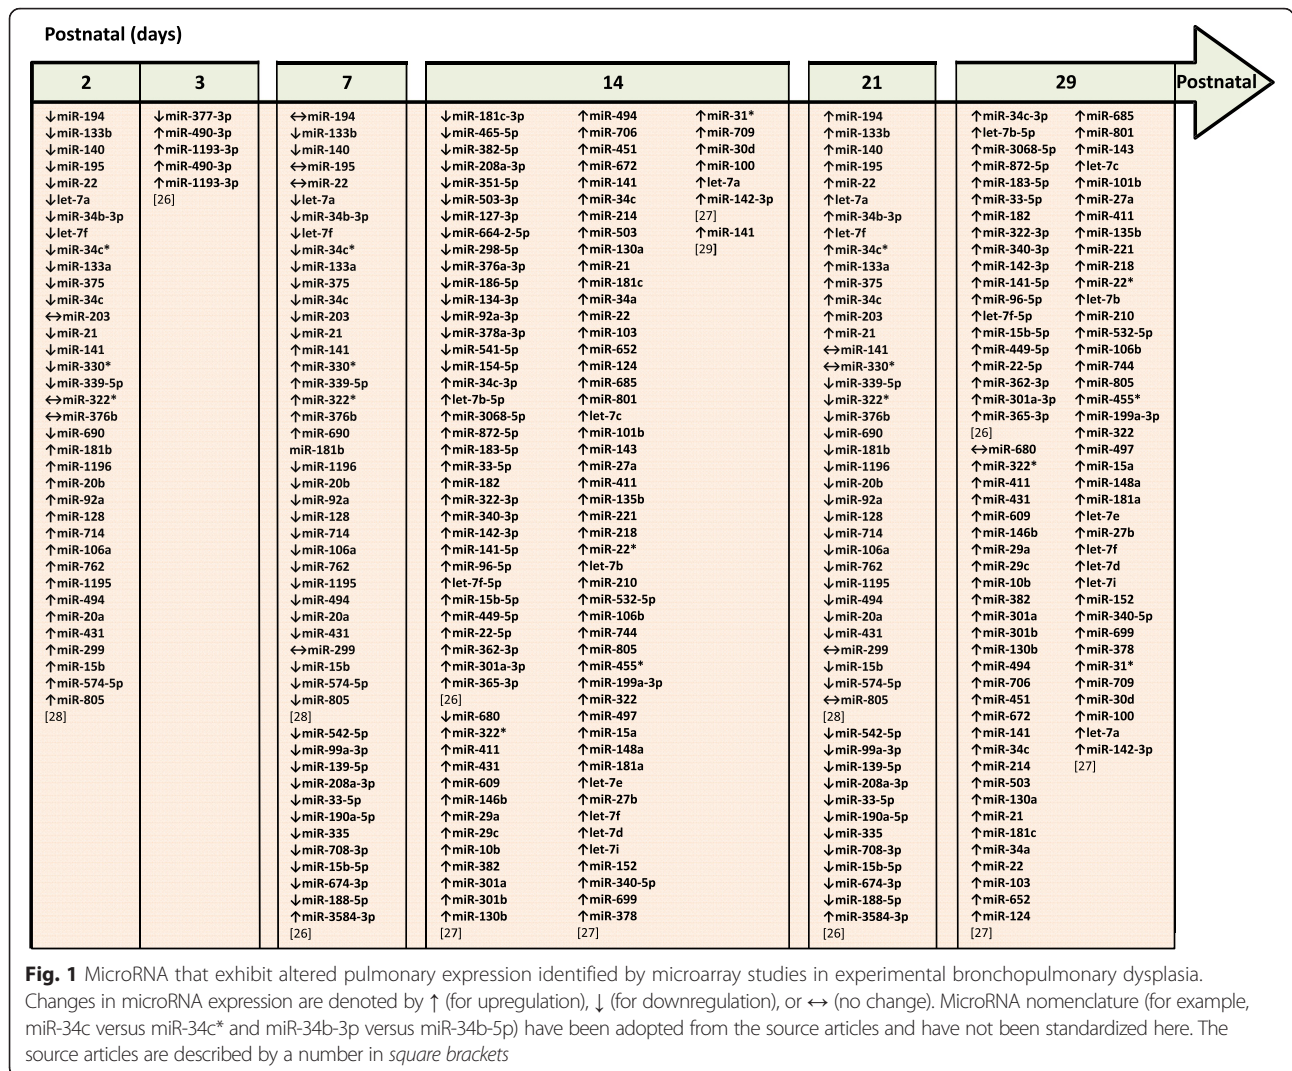 Postnatal (days)
2
3
7
14
21
29
Postnatal
↓miR-194
↓miR-133b
↓miR-140
↓miR-195
↓miR-22
↓let-7a
↓miR-34b-3p
↓let-7f
↓miR-34c*
↓miR-133a
↓miR-375
↓miR-34c
↔miR-203
↓miR-21
↓miR-141
↓miR-330*
↓miR-339-5p
↔miR-322*
↔miR-376b
↓miR-690
↑miR-181b
↑miR-1196
↑miR-20b
↑miR-92a
↑miR-128
↑miR-714
↑miR-106a
↑miR-762
↑miR-1195
↑miR-494
↑miR-20a
↑miR-431
↑miR-299
↑miR-15b
↑miR-574-5p
↑miR-805
[28]
↓miR-377-3p
↑miR-490-3p
↑miR-1193-3p
↑miR-490-3p
↑miR-1193-3p
[26]
↔miR-194
↓miR-133b
↓miR-140
↔miR-195
↔miR-22
↓let-7a
↓miR-34b-3p
↓let-7f
↓miR-34c*
↓miR-133a
↓miR-375
↓miR-34c
↓miR-203
↓miR-21
↑miR-141
↑miR-330*
↑miR-339-5p
↑miR-322*
↑miR-376b
↑miR-690
miR-181b
↓miR-1196
↓miR-20b
↓miR-92a
↓miR-128
↓miR-714
↓miR-106a
↓miR-762
↓miR-1195
↓miR-494
↓miR-20a
↓miR-431
↔miR-299
↓miR-15b
↓miR-574-5p
↓miR-805
[28]
↓miR-542-5p
↓miR-99a-3p
↓miR-139-5p
↓miR-208a-3p
↓miR-33-5p
↓miR-190a-5p
↓miR-335
↓miR-708-3p
↓miR-15b-5p
↓miR-674-3p
↓miR-188-5p
↑miR-3584-3p
[26]
↓miR-181c-3p
↓miR-465-5p
↓miR-382-5p
↓miR-208a-3p
↓miR-351-5p
↓miR-503-3p
↓miR-127-3p
↓miR-664-2-5p
↓miR-298-5p
↓miR-376a-3p
↓miR-186-5p
↓miR-134-3p
↓miR-92a-3p
↓miR-378a-3p
↓miR-541-5p
↓miR-154-5p
↑miR-34c-3p
↑let-7b-5p
↑miR-3068-5p
↑miR-872-5p
↑miR-183-5p
↑miR-33-5p
↑miR-182
↑miR-322-3p
↑miR-340-3p
↑miR-142-3p
↑miR-141-5p
↑miR-96-5p
↑let-7f-5p
↑miR-15b-5p
↑miR-449-5p
↑miR-22-5p
↑miR-362-3p
↑miR-301a-3p
↑miR-365-3p
[26]
↓miR-680
↑miR-322*
↑miR-411
↑miR-431
↑miR-609
↑miR-146b
↑miR-29a
↑miR-29c
↑miR-10b
↑miR-382
↑miR-301a
↑miR-301b
↑miR-130b
[27]
↑miR-494
↑miR-706
↑miR-451
↑miR-672
↑miR-141
↑miR-34c
↑miR-214
↑miR-503
↑miR-130a
↑miR-21
↑miR-181c
↑miR-34a
↑miR-22
↑miR-103
↑miR-652
↑miR-124
↑miR-685
↑miR-801
↑let-7c
↑miR-101b
↑miR-143
↑miR-27a
↑miR-411
↑miR-135b
↑miR-221
↑miR-218
↑miR-22*
↑let-7b
↑miR-210
↑miR-532-5p
↑miR-106b
↑miR-744
↑miR-805
↑miR-455*
↑miR-199a-3p
↑miR-322
↑miR-497
↑miR-15a
↑miR-148a
↑miR-181a
↑let-7e
↑miR-27b
↑let-7f
↑let-7d
↑let-7i
↑miR-152
↑miR-340-5p
↑miR-699
↑miR-378
[27]
↑miR-31*
↑miR-709
↑miR-30d
↑miR-100
↑let-7a
↑miR-142-3p
[27]
↑miR-141
[29]
↑miR-194
↑miR-133b
↑miR-140
↑miR-195
↑miR-22
↑let-7a
↑miR-34b-3p
↑let-7f
↑miR-34c*
↑miR-133a
↑miR-375
↑miR-34c
↑miR-203
↑miR-21
↔miR-141
↔miR-330*
↓miR-339-5p
↓miR-322*
↓miR-376b
↓miR-690
↓miR-181b
↓miR-1196
↓miR-20b
↓miR-92a
↓miR-128
↓miR-714
↓miR-106a
↓miR-762
↓miR-1195
↓miR-494
↓miR-20a
↓miR-431
↔miR-299
↓miR-15b
↓miR-574-5p
↔miR-805
[28]
↓miR-542-5p
↓miR-99a-3p
↓miR-139-5p
↓miR-208a-3p
↓miR-33-5p
↓miR-190a-5p
↓miR-335
↓miR-708-3p
↓miR-15b-5p
↓miR-674-3p
↓miR-188-5p
↑miR-3584-3p
[26]
↑miR-34c-3p
↑let-7b-5p
↑miR-3068-5p
↑miR-872-5p
↑miR-183-5p
↑miR-33-5p
↑miR-182
↑miR-322-3p
↑miR-340-3p
↑miR-142-3p
↑miR-141-5p
↑miR-96-5p
↑let-7f-5p
↑miR-15b-5p
↑miR-449-5p
↑miR-22-5p
↑miR-362-3p
↑miR-301a-3p
↑miR-365-3p
[26]
↔miR-680
↑miR-322*
↑miR-411
↑miR-431
↑miR-609
↑miR-146b
↑miR-29a
↑miR-29c
↑miR-10b
↑miR-382
↑miR-301a
↑miR-301b
↑miR-130b
↑miR-494
↑miR-706
↑miR-451
↑miR-672
↑miR-141
↑miR-34c
↑miR-214
↑miR-503
↑miR-130a
↑miR-21
↑miR-181c
↑miR-34a
↑miR-22
↑miR-103
↑miR-652
↑miR-124
[27]
↑miR-685
↑miR-801
↑miR-143
↑let-7c
↑miR-101b
↑miR-27a
↑miR-411
↑miR-135b
↑miR-221
↑miR-218
↑miR-22*
↑let-7b
↑miR-210
↑miR-532-5p
↑miR-106b
↑miR-744
↑miR-805
↑miR-455*
↑miR-199a-3p
↑miR-322
↑miR-497
↑miR-15a
↑miR-148a
↑miR-181a
↑let-7e
↑miR-27b
↑let-7f
↑let-7d
↑let-7i
↑miR-152
↑miR-340-5p
↑miR-699
↑miR-378
↑miR-31*
↑miR-709
↑miR-30d
↑miR-100
↑let-7a
↑miR-142-3p
[27]
Fig. 1 MicroRNA that exhibit altered pulmonary expression identified by microarray studies in experimental bronchopulmonary dysplasia.
Changes in microRNA expression are denoted by ↑ (for upregulation), ↓ (for downregulation), or ↔ (no change). MicroRNA nomenclature (for example,
miR-34c versus miR-34c* and miR-34b-3p versus miR-34b-5p) have been adopted from the source articles and have not been standardized here. The
source articles are described by a number in square brackets